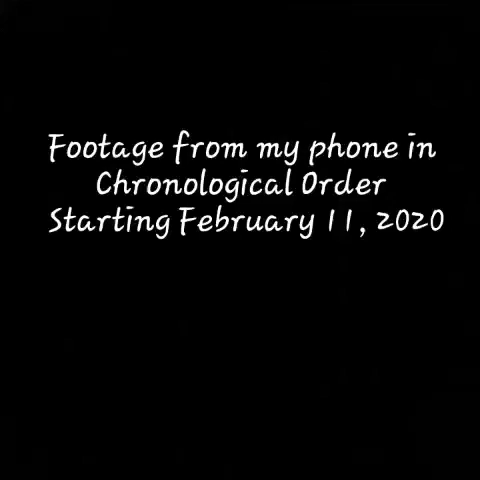 Footage from my phone in
Chronological Order
Starting February 11, 2020